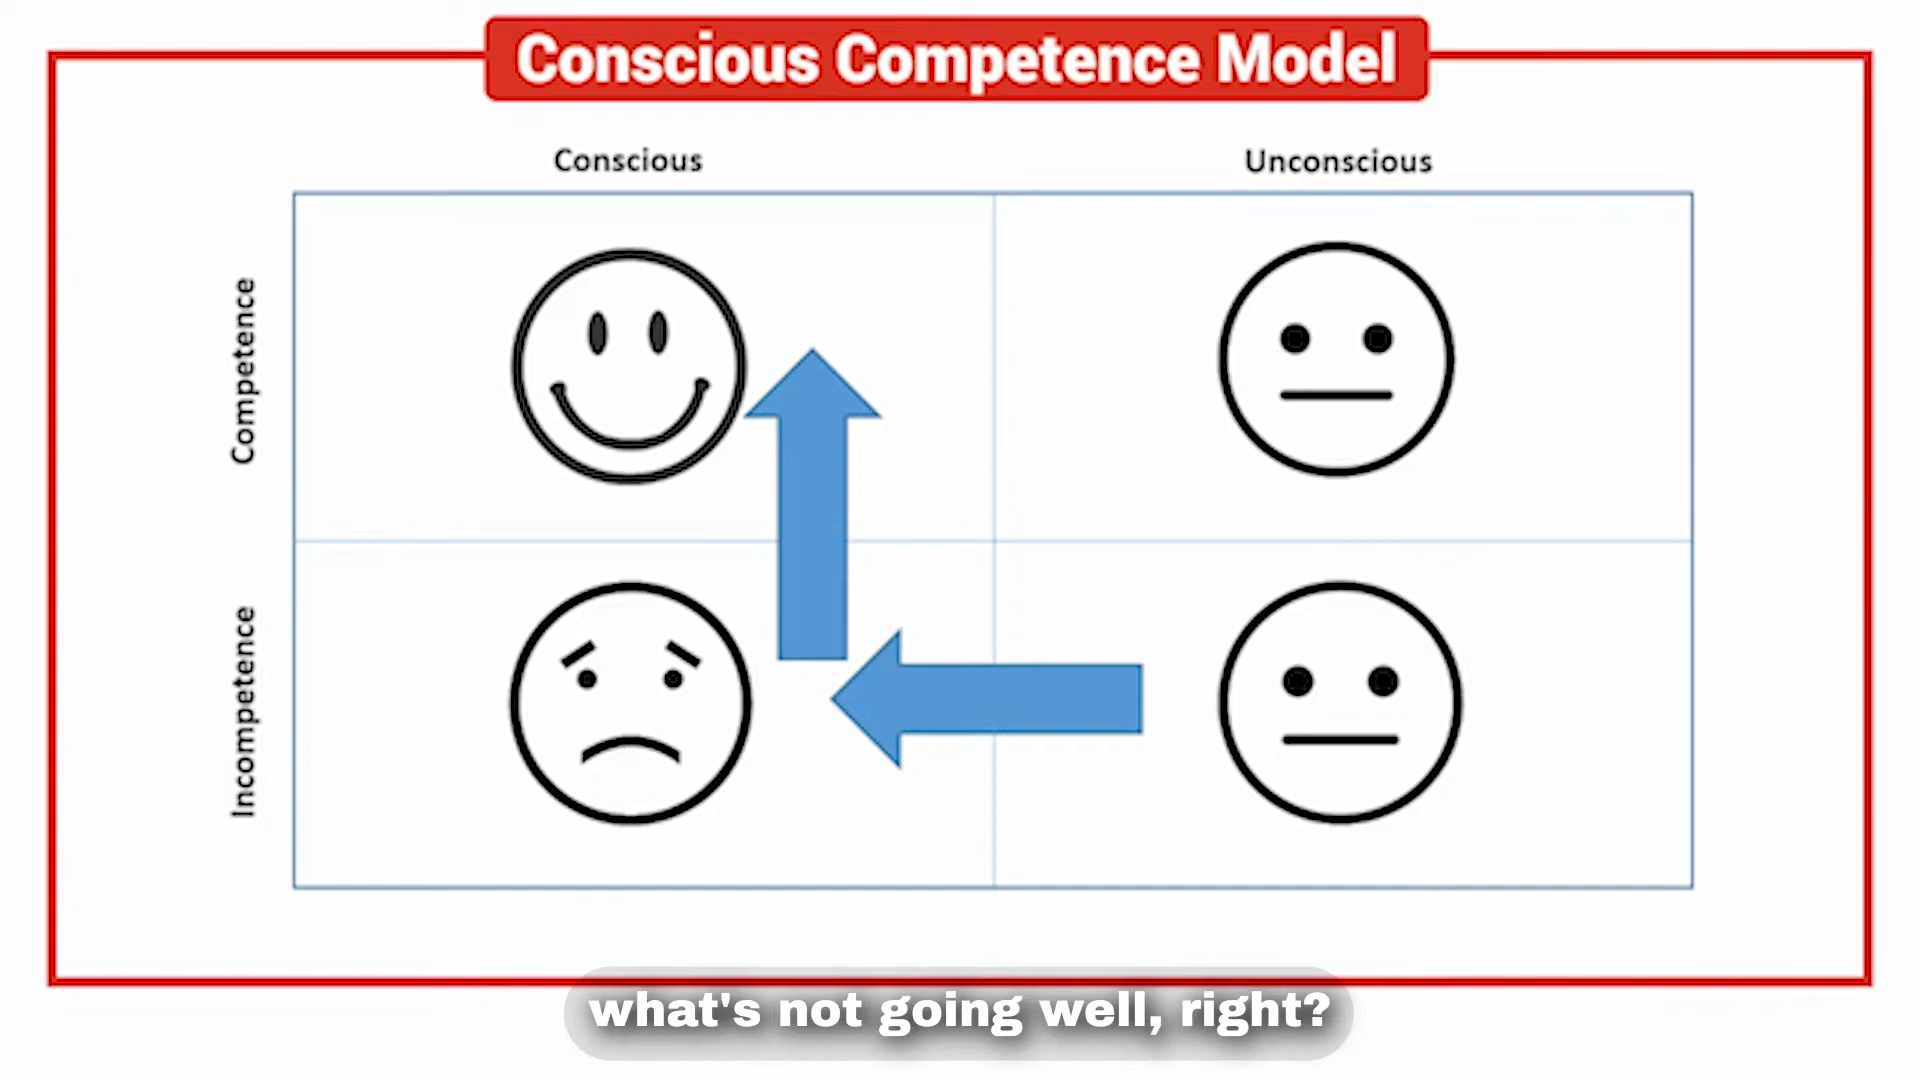 Conscious Competence Model
Conscious
Unconscious
Competence
Incompetence
what's not going well, right?